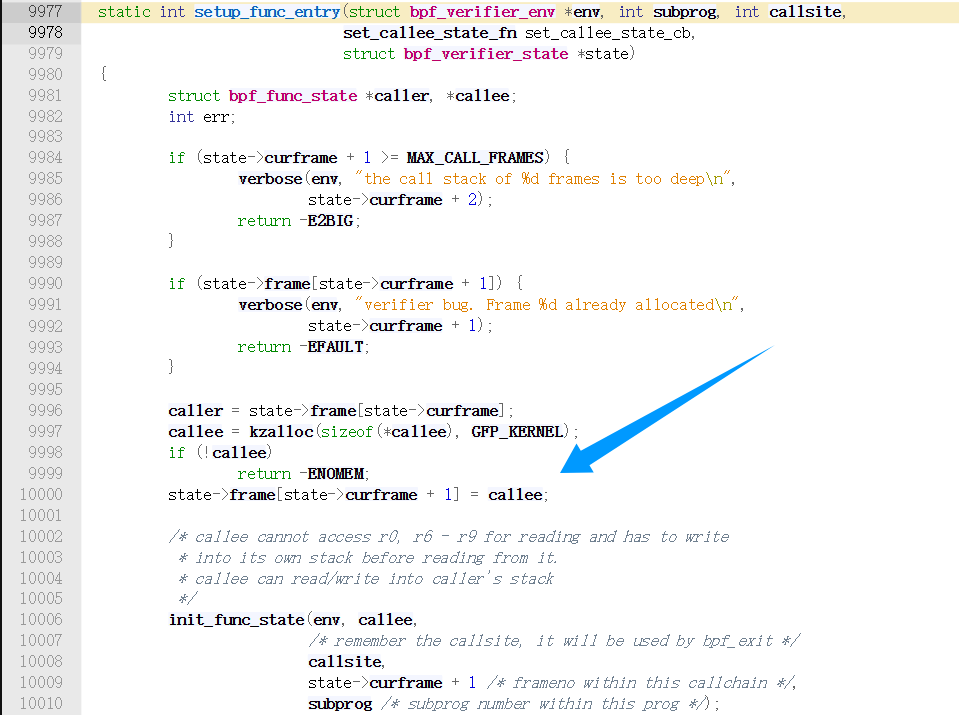 9977 static int setup_func_entry(struct bpf_verifier_env *env, int subprog, int callsite,
9978 set_callee_state_fn set_callee_state_cb,
9979 struct bpf_verifier_state *state)
9980 {
9981 struct bpf_func_state *caller, *callee;
9982 int err;
9983
9984 if (state->curframe + 1 >= MAX_CALL_FRAMES) {
9985 verbose(env, "the call stack of %d frames is too deep\n",
9986 state->curframe + 2);
9987 return -E2BIG;
9988 }
9989
9990 if (state->frame[state->curframe + 1]) {
9991 verbose(env, "verifier bug. Frame %d already allocated\n",
9992 state->curframe + 1);
9993 return -EFAULT;
9994 }
9995
9996 caller = state->frame[state->curframe];
9997 callee = kzalloc(sizeof(*callee), GFP_KERNEL);
9998 if (!callee)
9999 return -ENOMEM;
10000 state->frame[state->curframe + 1] = callee;
10001
10002 /* callee cannot access r0, r6 - r9 for reading and has to write
10003 * into its own stack before reading from it.
10004 * callee can read/write into caller's stack
10005 */
10006 init_func_state(env, callee,
10007 /* remember the callsite, it will be used by bpf_exit */
10008 callsite,
10009 state->curframe + 1 /* frameno within this callchain */,
10010 subprog /* subprog number within this prog */);